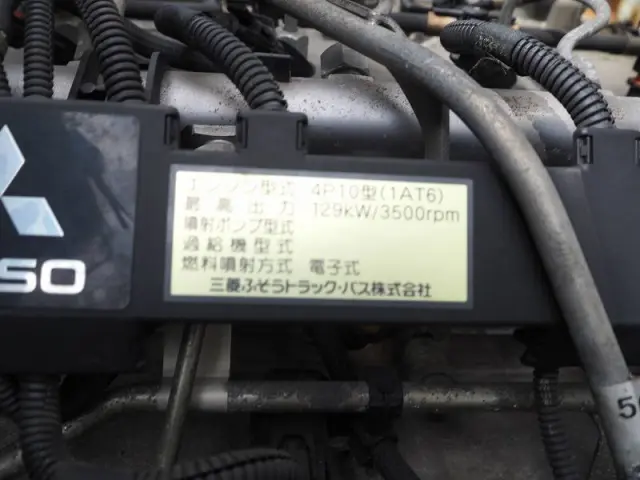 エンジン型式 4P10型(1AT6)
最高出力 129kW/3500rpm
噴射ポンプ型式
過給機型式
燃料噴射方式 電子式
三菱ふそうトラック・バス株式会社
SO
5